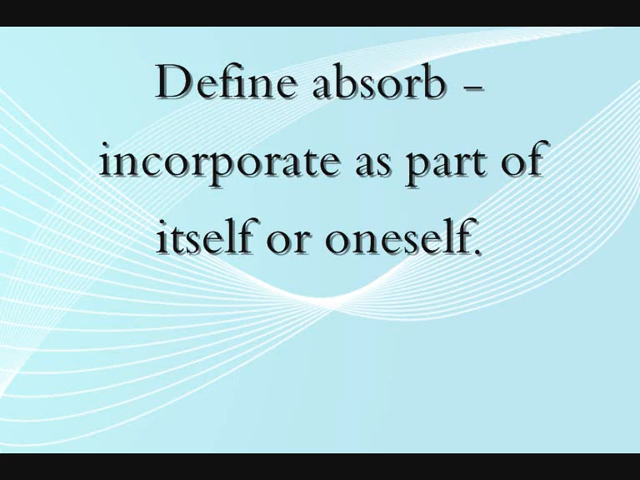 Define absorb -
incorporate as part of
itself or oneself.